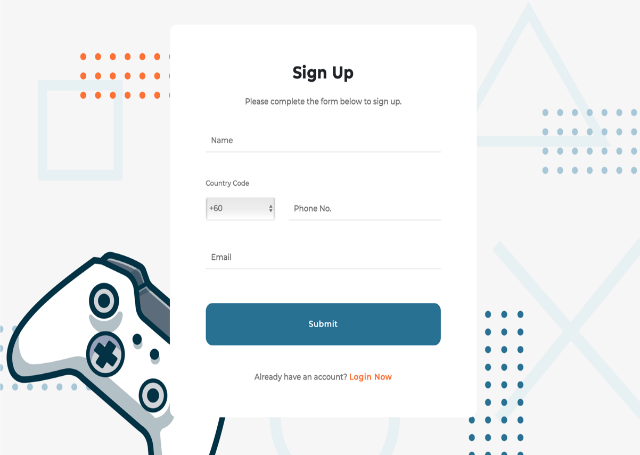 Sign Up
Please complete the form below to sign up.
Name
Country Code
+60
Phone No.
Email
Submit
Already have an account? Login Now